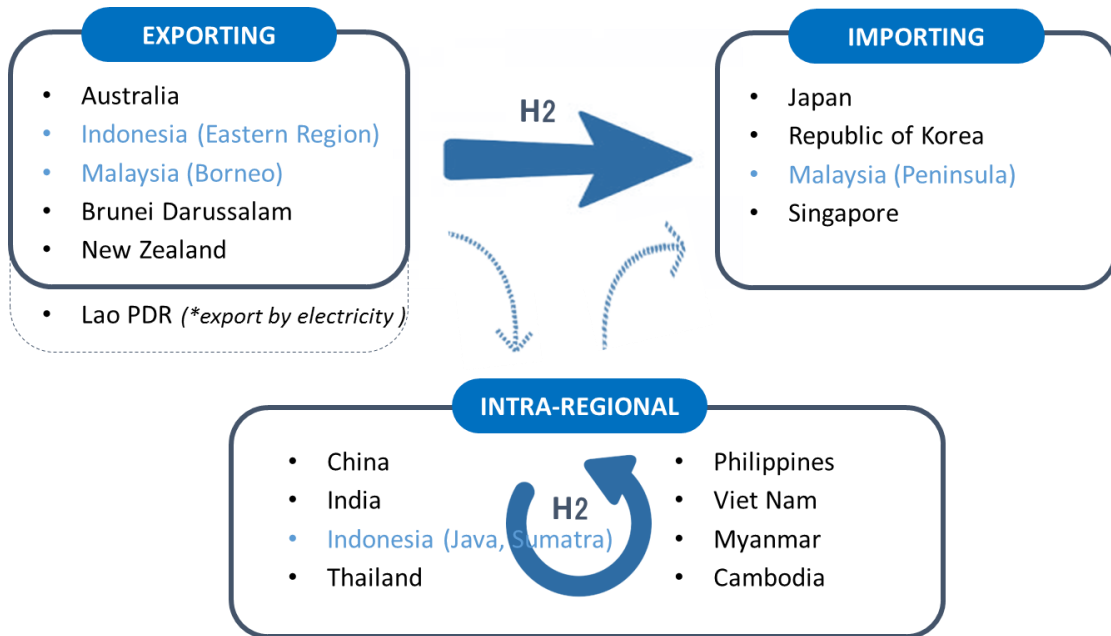 EXPORTING
• Australia
• Indonesia (Eastern Region)
• Malaysia (Borneo)
• Brunei Darussalam
• New Zealand
• Lao PDR (*export by electricity )
H2
IMPORTING
• Japan
• Republic of Korea
• Malaysia (Peninsula)
• Singapore
INTRA-REGIONAL
• China
• India
• Indonesia (Java, Sumatra)
• Thailand
H2
• Philippines
• Viet Nam
• Myanmar
• Cambodia